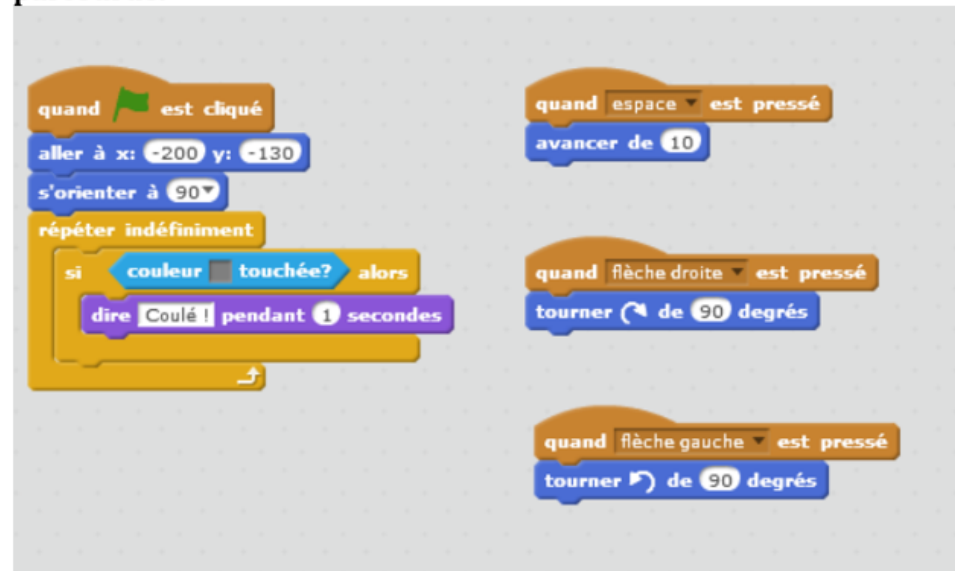 quand est cliqué
aller à x: -200 y: -130
s'orienter à 90
répéter indéfiniment
si couleur touchée? alors
dire Coulé ! pendant 1 secondes
quand espace est pressé
avancer de 10
quand flèche droite est pressé
tourner de 90 degrés
quand flèche gauche est pressé
tourner de 90 degrés